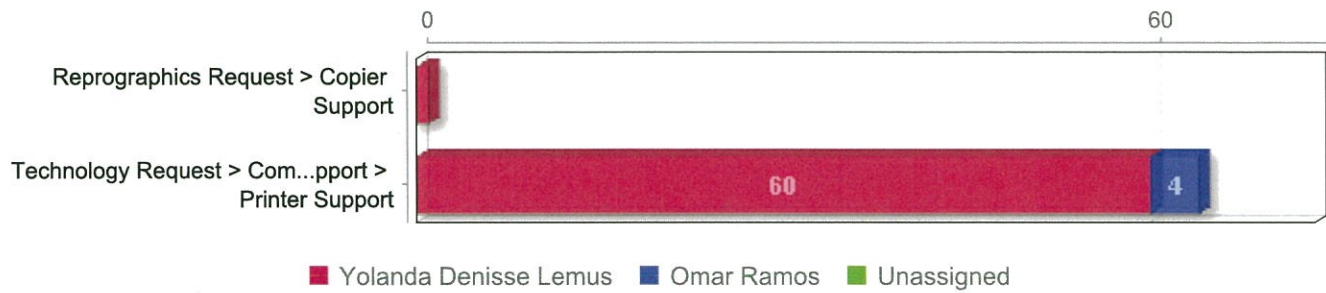 0 60
Reprographics Request > Copier
Support
Technology Request > Com...pport >
Printer Support
60 4
Yolanda Denisse Lemus Omar Ramos Unassigned